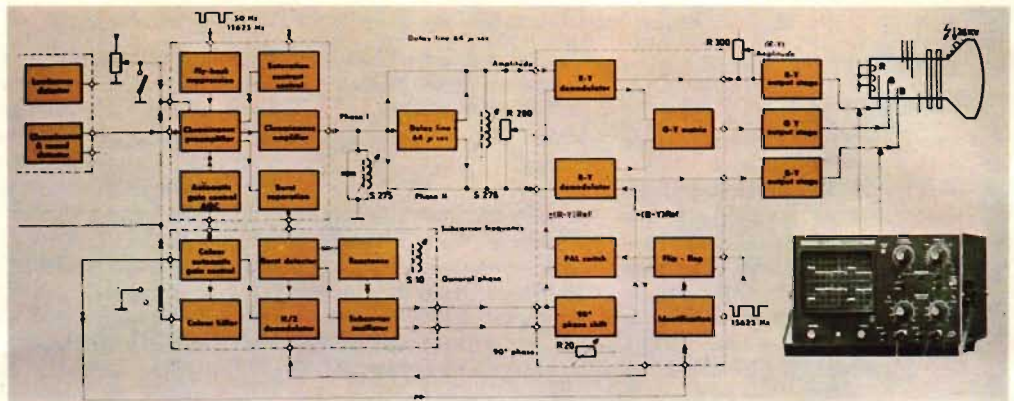 50 Hz
15625 Hz
Delay line 64 µ sec
R 300
(R-Y)
Amplitude
26KV
Luminance
detector
Chrominance
& sound detector
Fly-back
suppression
Saturation
contrast control
Chrominance
preamplifier
Chrominance
amplifier
Automatic
gain control
AGC
Burst
separation
Phase I
S 275
Phase II
Delay line
64 µ sec
Amplitude
S 276
R 280
demodulator
G-Y matrix
demodulator
±(R-Y)Ref
(B-Y)Ref
R-Y
output stage
G-Y
output stage
B-Y
output stage
R
G
B
Colour
automatic
gain control
Burst detector
Reactance
S 10
Subcarrier frequency
General phase
Colour killer
H/2
demodulator
Subcarrier
oscillator
PAL switch
Flip - flop
90°
phase shift
Identification
15625 Hz
90° phase
R20